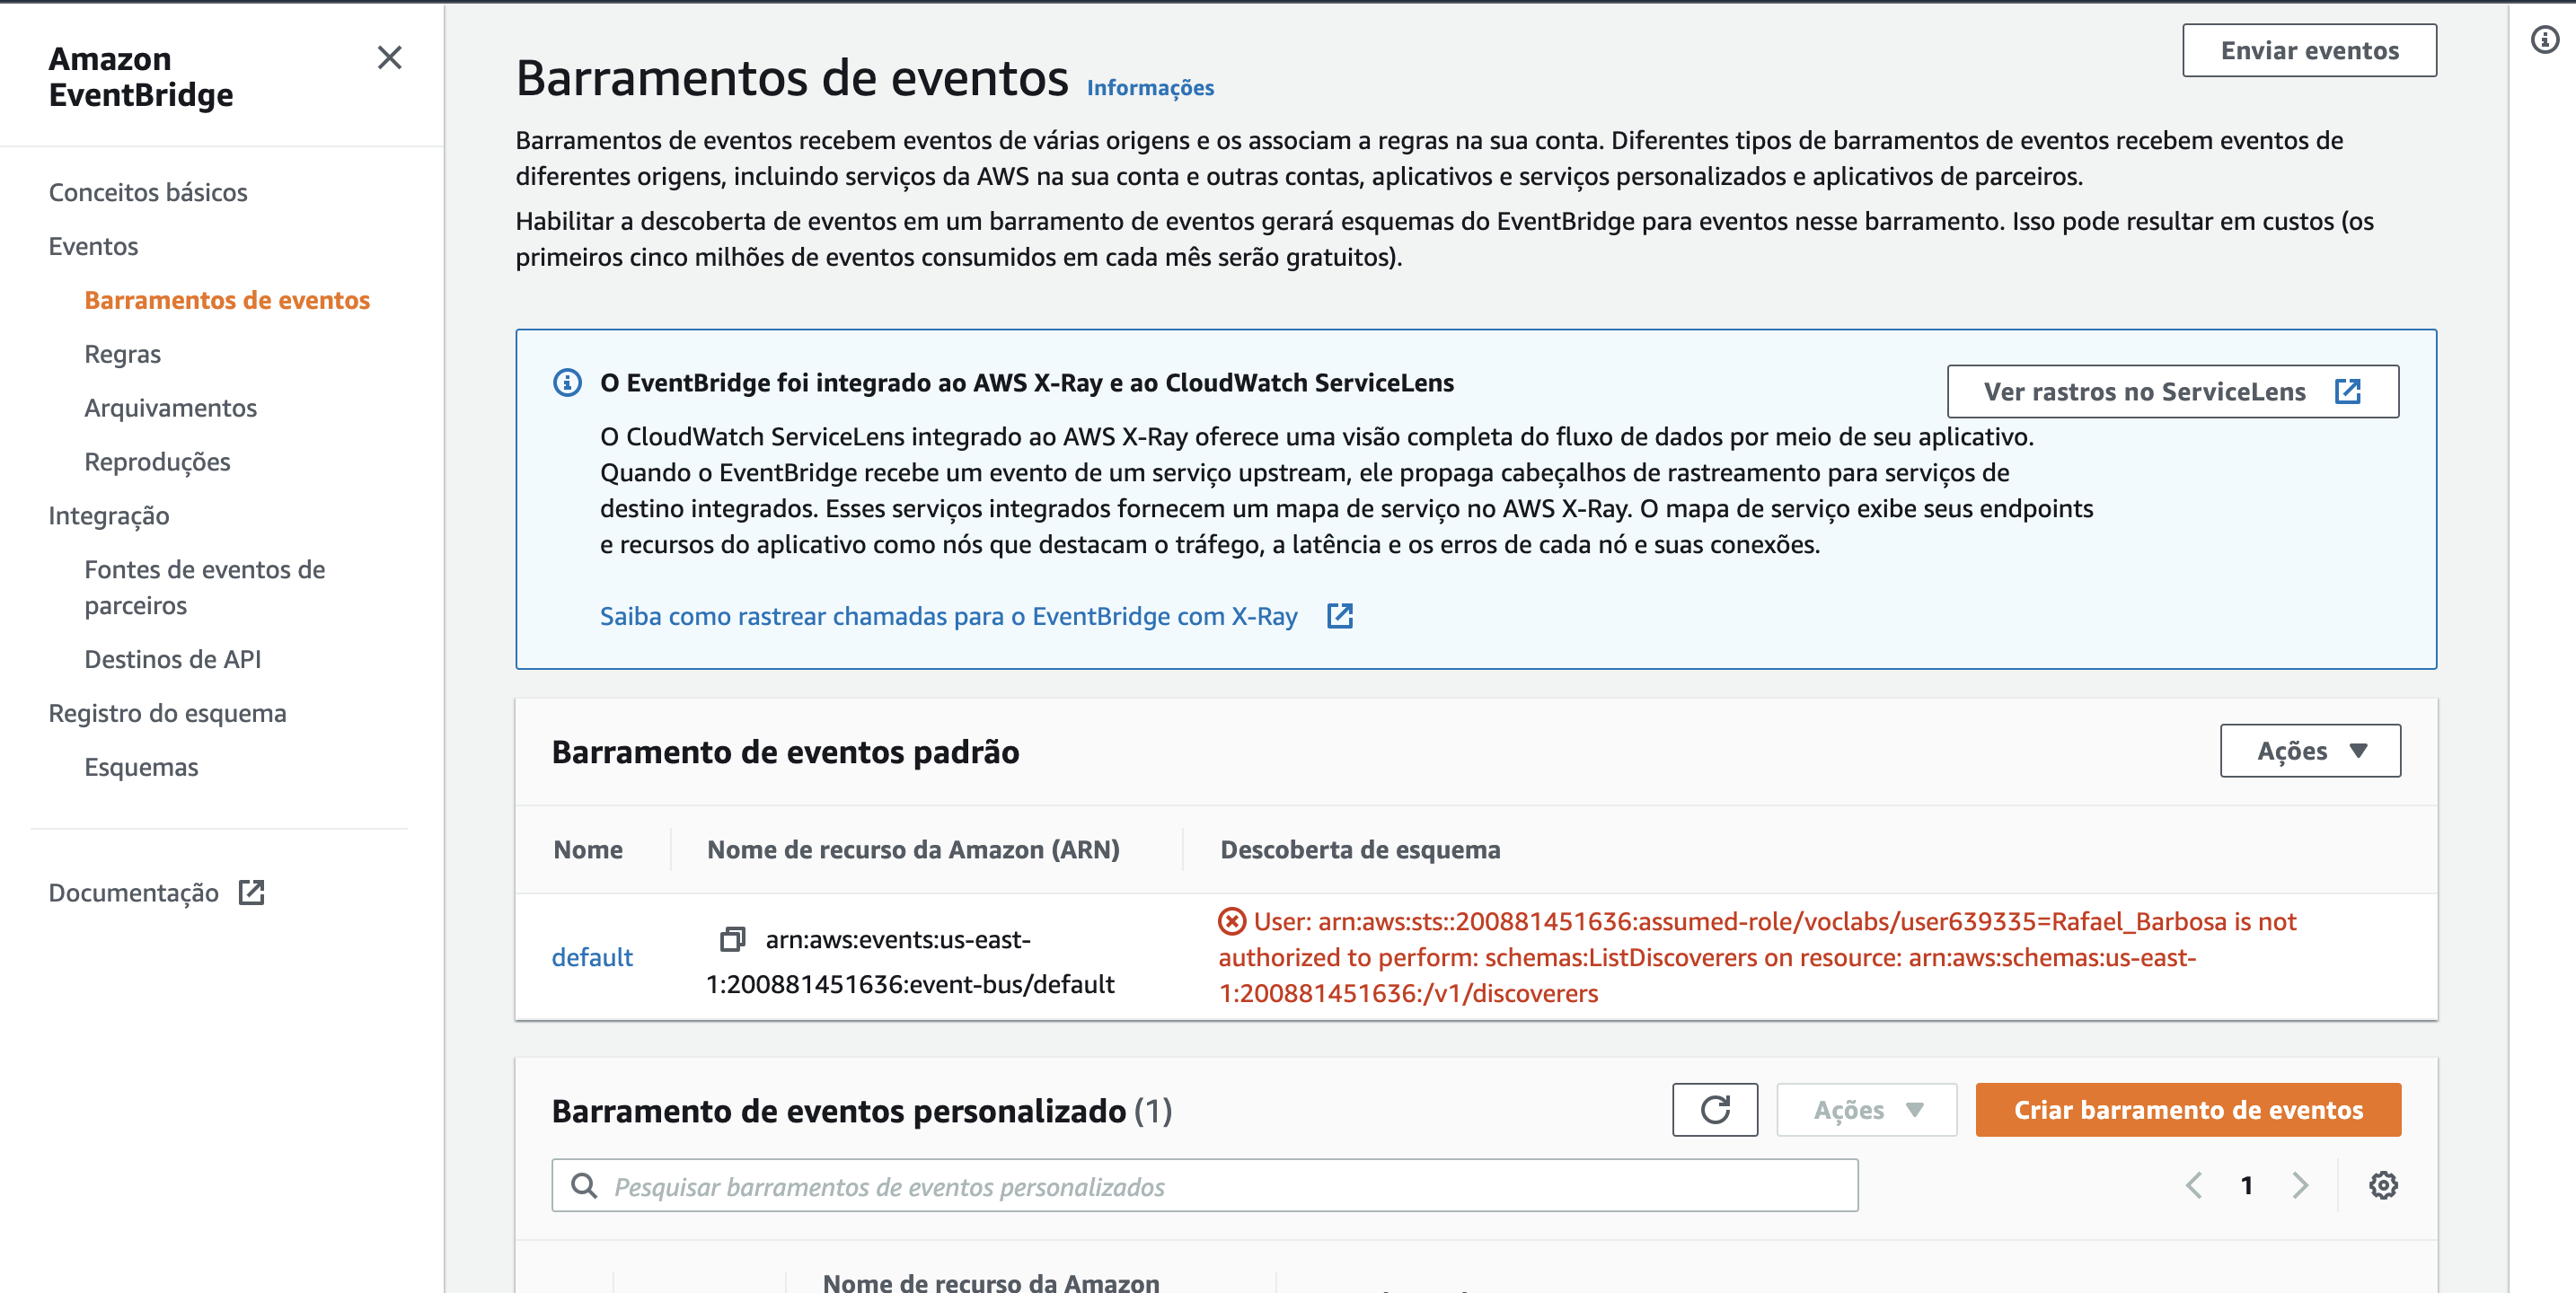 Amazon
EventBridge
Conceitos básicos
Eventos
Barramentos de eventos
Regras
Arquivamentos
Reproduções
Integração
Fontes de eventos de
parceiros
Destinos de API
Registro do esquema
Esquemas
Documentação
Barramentos de eventos Informações
Enviar eventos
Barramentos de eventos recebem eventos de várias origens e os associam a regras na sua conta. Diferentes tipos de barramentos de eventos recebem eventos de
diferentes origens, incluindo serviços da AWS na sua conta e outras contas, aplicativos e serviços personalizados e aplicativos de parceiros.
Habilitar a descoberta de eventos em um barramento de eventos gerará esquemas do EventBridge para eventos nesse barramento. Isso pode resultar em custos (os
primeiros cinco milhões de eventos consumidos em cada mês serão gratuitos).
O EventBridge foi integrado ao AWS X-Ray e ao CloudWatch ServiceLens
Ver rastros no ServiceLens
O CloudWatch ServiceLens integrado ao AWS X-Ray oferece uma visão completa do fluxo de dados por meio de seu aplicativo.
Quando o EventBridge recebe um evento de um serviço upstream, ele propaga cabeçalhos de rastreamento para serviços de
destino integrados. Esses serviços integrados fornecem um mapa de serviço no AWS X-Ray. O mapa de serviço exibe seus endpoints
e recursos do aplicativo como nós que destacam o tráfego, a latência e os erros de cada nó e suas conexões.
Saiba como rastrear chamadas para o EventBridge com X-Ray
Barramento de eventos padrão
Ações
Nome
Nome de recurso da Amazon (ARN)
Descoberta de esquema
default
arn:aws:events:us-east-
1:200881451636:event-bus/default
User: arn:aws:sts::200881451636:assumed-role/voclabs/user639335=Rafael_Barbosa is not
authorized to perform: schemas:ListDiscoverers on resource: arn:aws:schemas:us-east-
1:200881451636:/v1/discoverers
Barramento de eventos personalizado (1)
Ações
Criar barramento de eventos
Pesquisar barramentos de eventos personalizados
1
Nome de recurso da Amazon